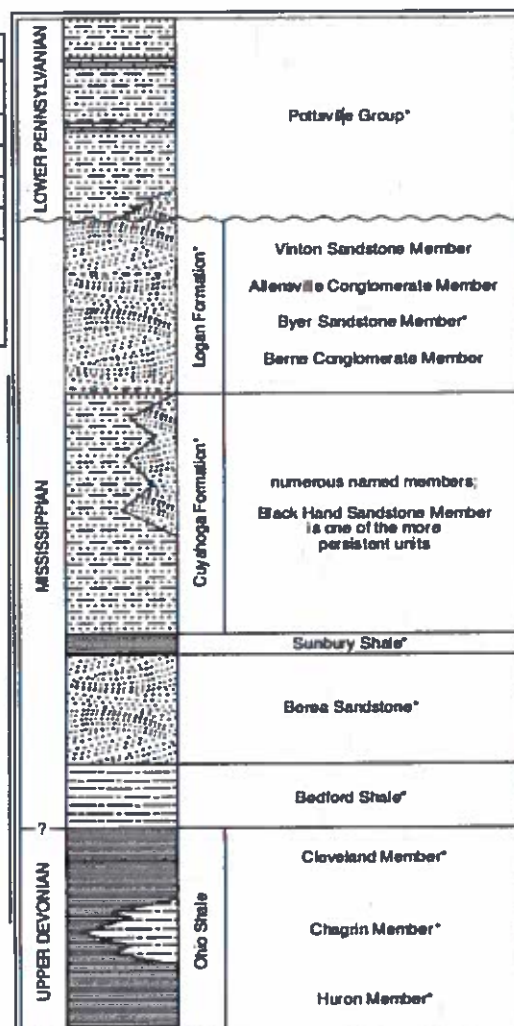 LOWER PENNSYLVANIAN
Pottsville Group*
MISSISSIPPIAN
Logan Formation*
Vinton Sandstone Member
Allensville Conglomerate Member
Byer Sandstone Member*
Berne Conglomerate Member
Cuyahoga Formation*
numerous named members;
Black Hand Sandstone Member
is one of the more
persistent units
Sunbury Shale*
Berea Sandstone*
Bedford Shale*
?
UPPER DEVONIAN
Ohio Shale
Cleveland Member*
Chagrin Member*
Huron Member*